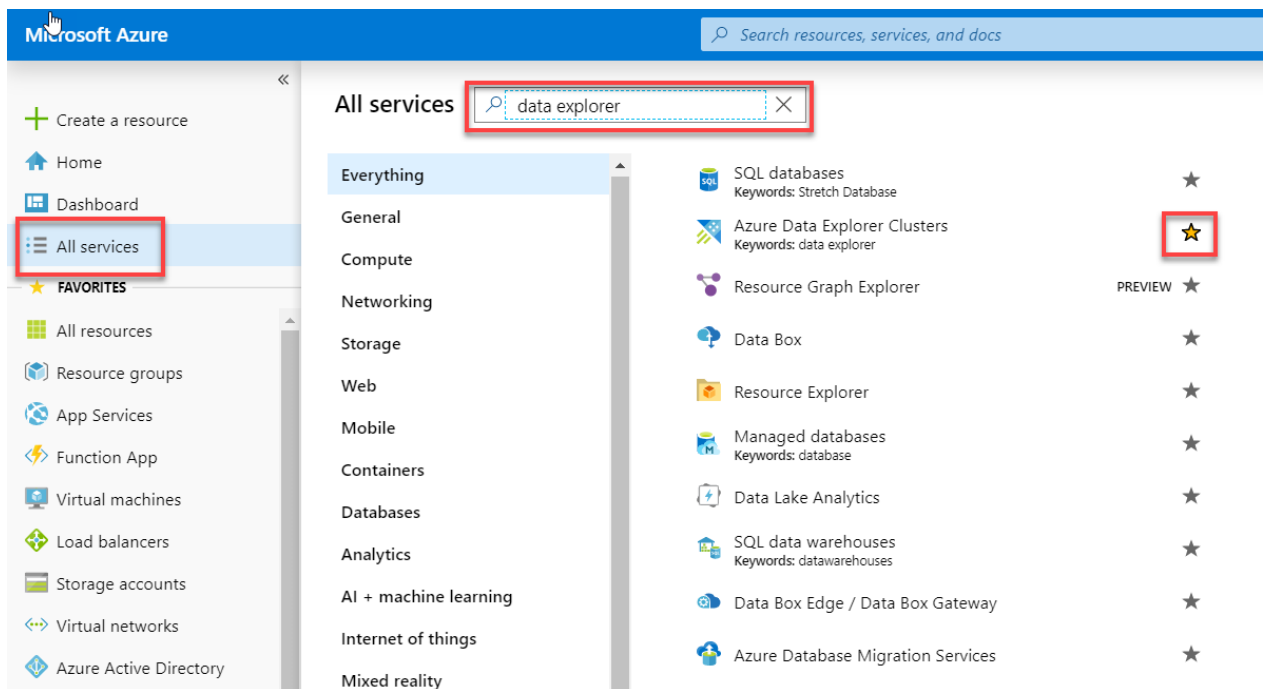 Microsoft Azure
Search resources, services, and docs
«
Create a resource
Home
Dashboard
All services
FAVORITES
All resources
Resource groups
App Services
Function App
Virtual machines
Load balancers
Storage accounts
Virtual networks
Azure Active Directory
All services
data explorer
Everything
General
Compute
Networking
Storage
Web
Mobile
Containers
Databases
Analytics
AI + machine learning
Internet of things
Mixed reality
SQL
SQL databases
Keywords: Stretch Database
Azure Data Explorer Clusters
Keywords: data explorer
Resource Graph Explorer
PREVIEW
Data Box
Resource Explorer
M
Managed databases
Keywords: database
Data Lake Analytics
SQL data warehouses
Keywords: datawarehouses
Data Box Edge / Data Box Gateway
Azure Database Migration Services